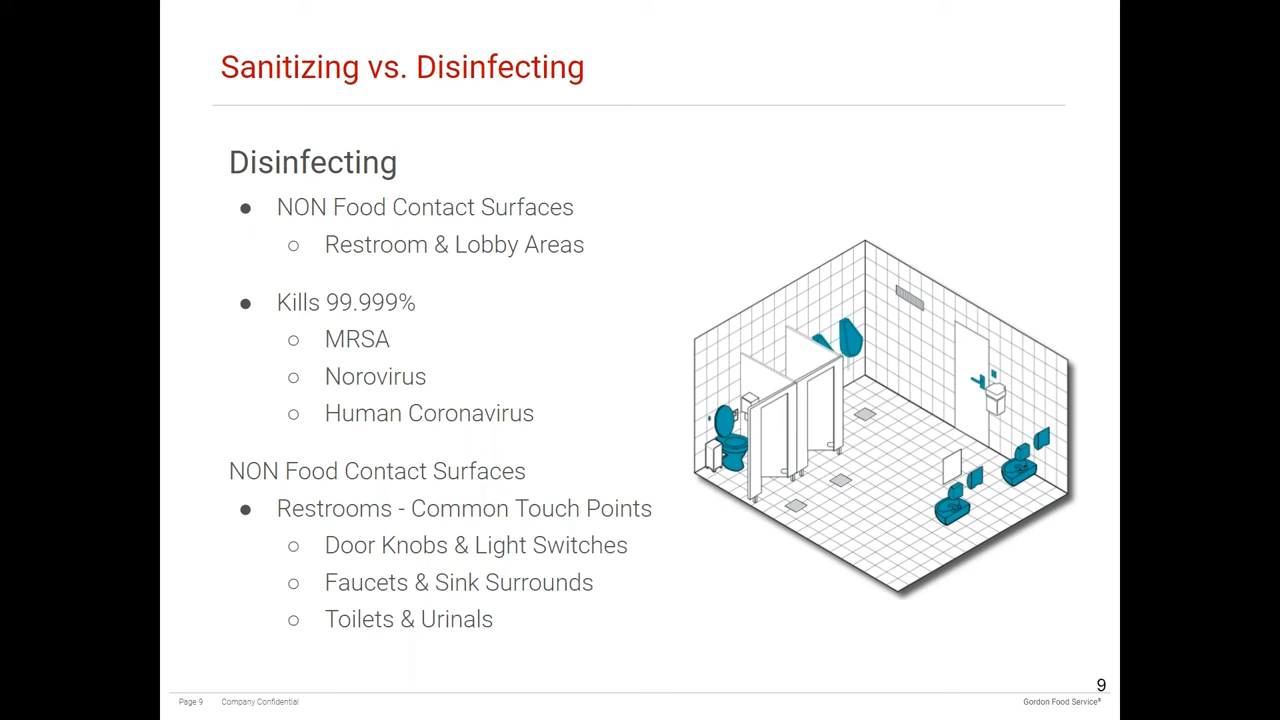 Sanitizing vs. Disinfecting
Disinfecting
● NON Food Contact Surfaces
○ Restroom & Lobby Areas
● Kills 99.999%
○ MRSA
○ Norovirus
○ Human Coronavirus
NON Food Contact Surfaces
● Restrooms - Common Touch Points
○ Door Knobs & Light Switches
○ Faucets & Sink Surrounds
○ Toilets & Urinals
9
Page 9 Company Confidential Gordon Food Service®